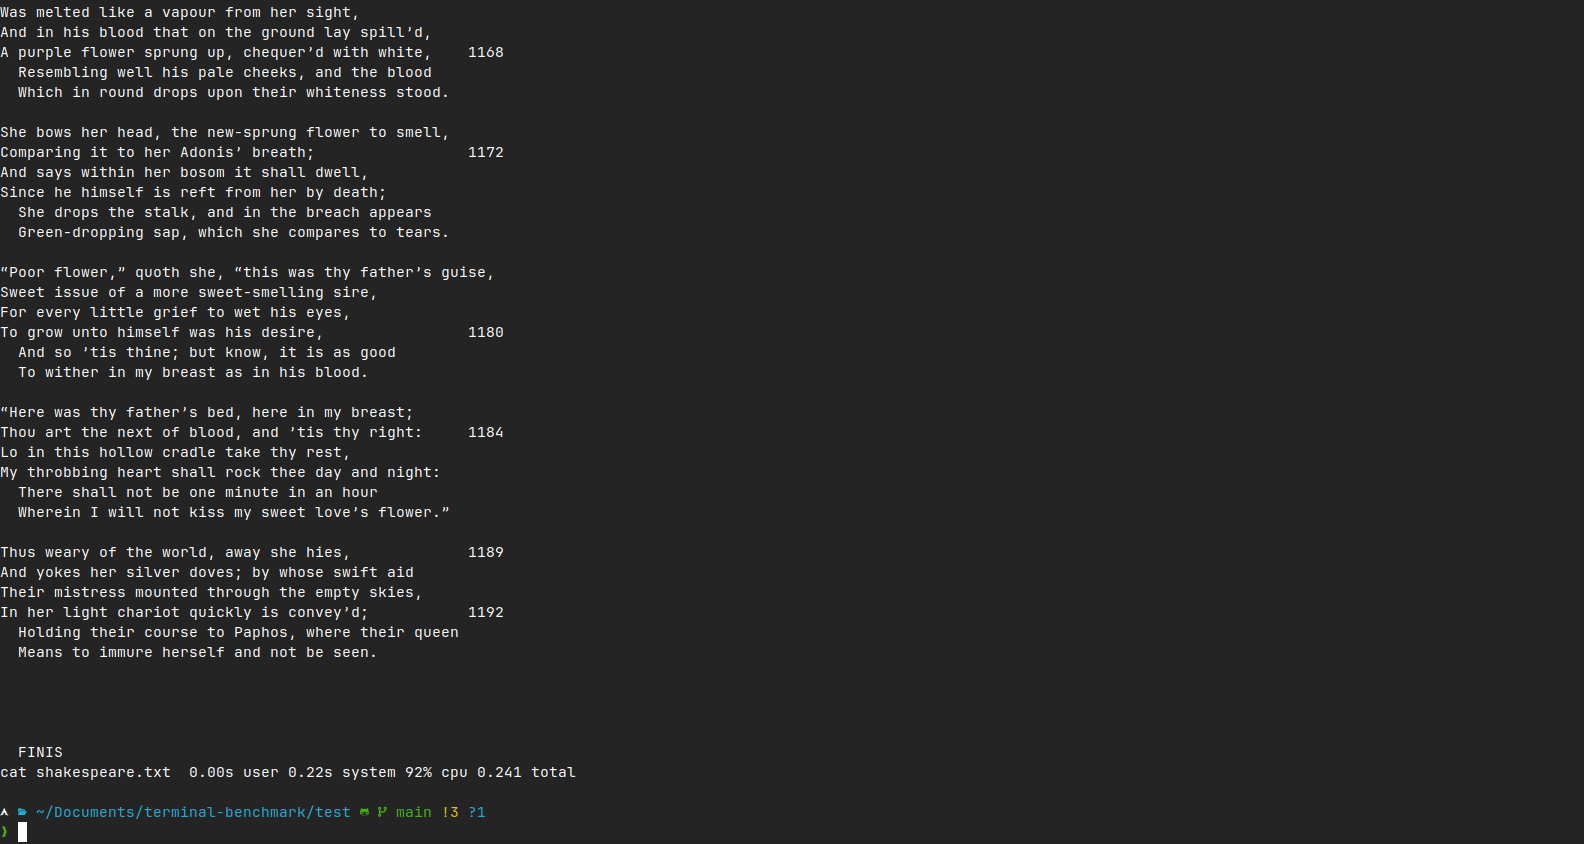 Was melted like a vapour from her sight,
And in his blood that on the ground lay spill’d,
A purple flower sprung up, chequer’d with white,    1168
  Resembling well his pale cheeks, and the blood
  Which in round drops upon their whiteness stood.

She bows her head, the new-sprung flower to smell,
Comparing it to her Adonis’ breath;                 1172
And says within her bosom it shall dwell,
Since he himself is reft from her by death;
  She drops the stalk, and in the breach appears
  Green-dropping sap, which she compares to tears.

“Poor flower,” quoth she, “this was thy father’s guise,
Sweet issue of a more sweet-smelling sire,
For every little grief to wet his eyes,
To grow unto himself was his desire,                1180
  And so ’tis thine; but know, it is as good
  To wither in my breast as in his blood.

“Here was thy father’s bed, here in my breast;
Thou art the next of blood, and ’tis thy right:     1184
Lo in this hollow cradle take thy rest,
My throbbing heart shall rock thee day and night:
  There shall not be one minute in an hour
  Wherein I will not kiss my sweet love’s flower.”

Thus weary of the world, away she hies,             1189
And yokes her silver doves; by whose swift aid
Their mistress mounted through the empty skies,
In her light chariot quickly is convey’d;           1192
  Holding their course to Paphos, where their queen
  Means to immure herself and not be seen.

  FINIS
cat shakespeare.txt  0.00s user 0.22s system 92% cpu 0.241 total

~/Documents/terminal-benchmark/test main !3 ?1
❯